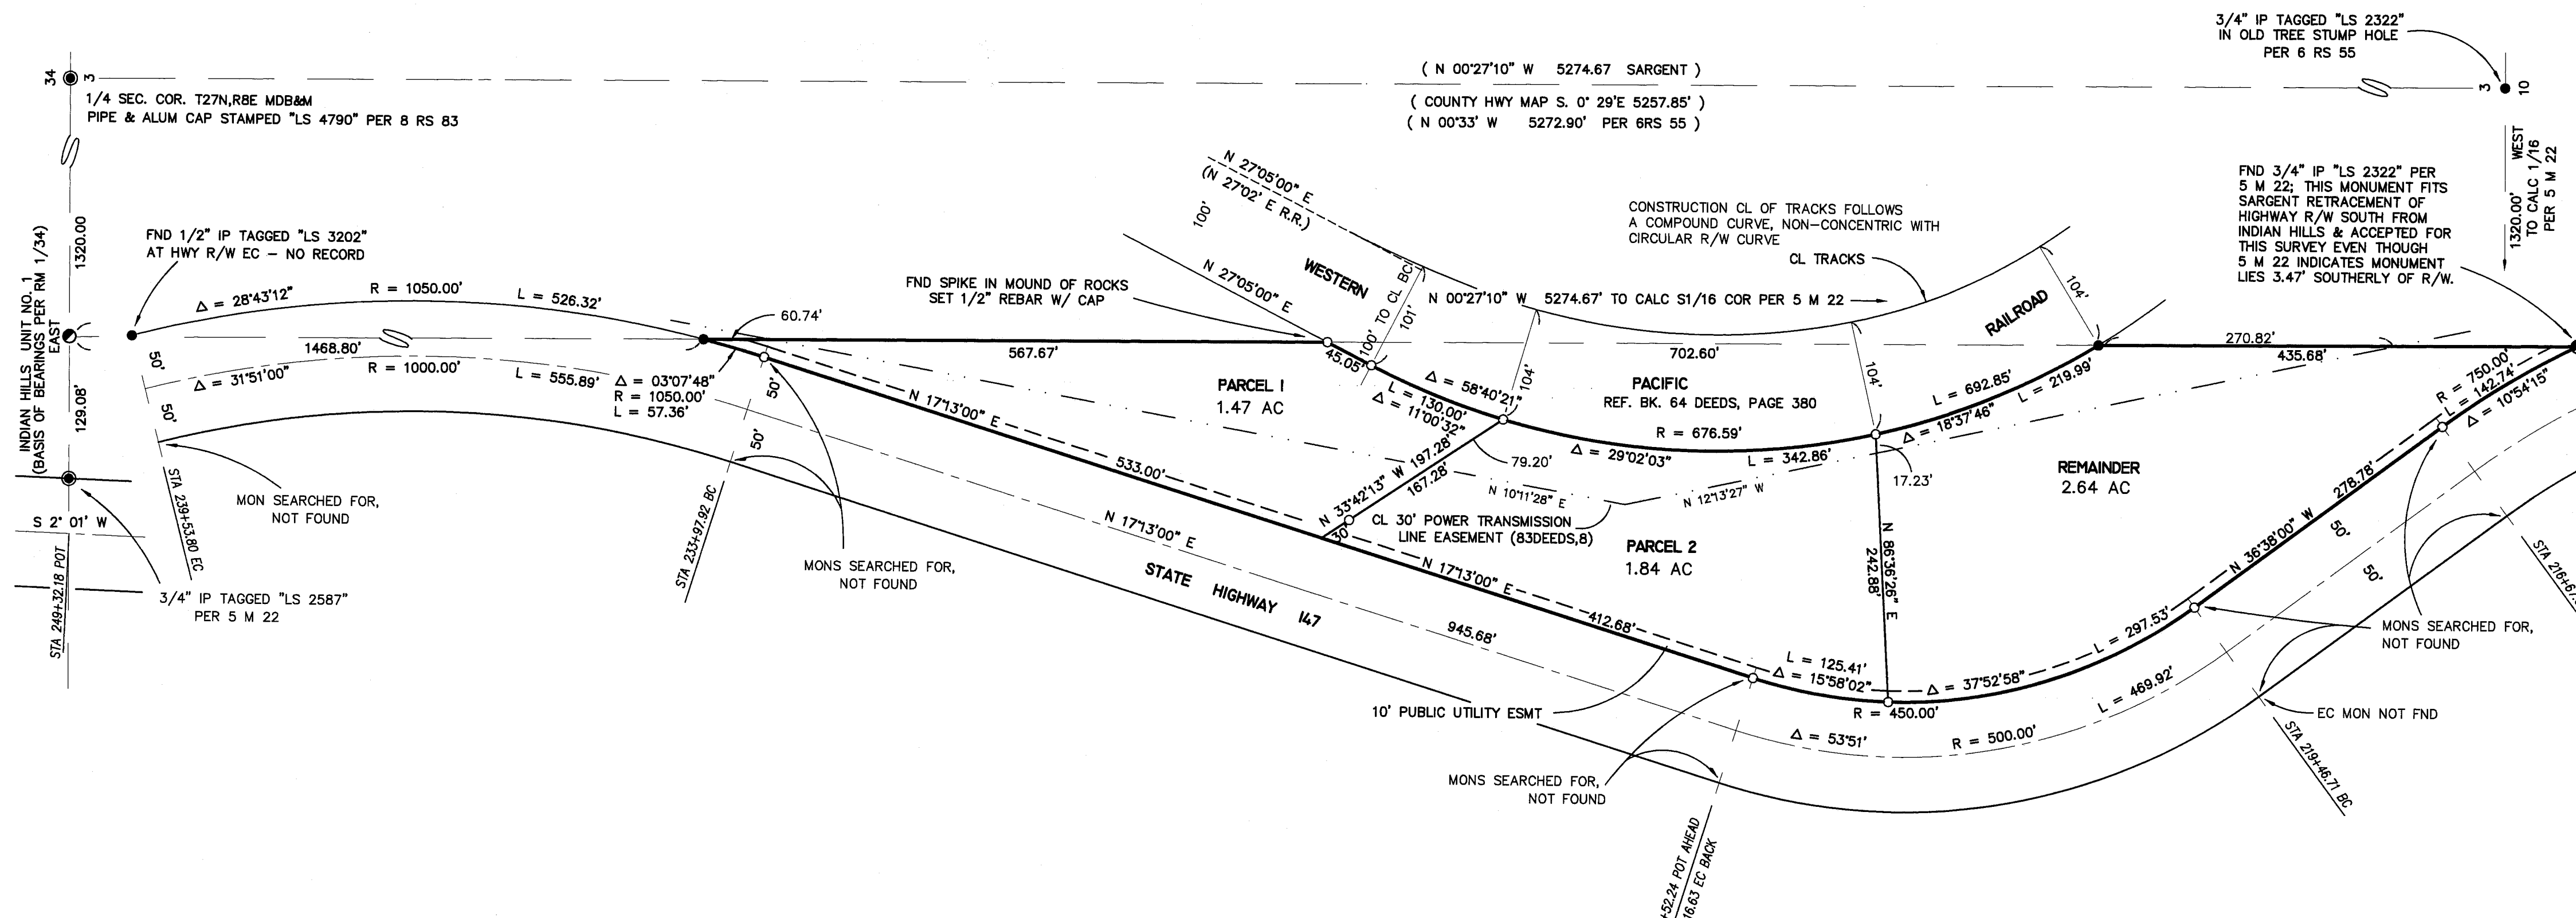 3/4" IP TAGGED "LS 2322"
IN OLD TREE STUMP HOLE
PER 6 RS 55
34
3
( N 00°27'10" W 5274.67 SARGENT )
1/4 SEC. COR. T27N,R8E MDB&M
PIPE & ALUM CAP STAMPED "LS 4790" PER 8 RS 83
( COUNTY HWY MAP S. 0° 29'E 5257.85' )
( N 00°33' W 5272.90' PER 6RS 55 )
3
10
1320.00' WEST
TO CALC 1/16
PER 5 M 22
FND 3/4" IP "LS 2322" PER
5 M 22; THIS MONUMENT FITS
SARGENT RETRACEMENT OF
HIGHWAY R/W SOUTH FROM
INDIAN HILLS & ACCEPTED FOR
THIS SURVEY EVEN THOUGH
5 M 22 INDICATES MONUMENT
LIES 3.47' SOUTHERLY OF R/W.
INDIAN HILLS UNIT NO. 1
(BASIS OF BEARINGS PER RM 1/34)
EAST
1320.00
129.08'
FND 1/2" IP TAGGED "LS 3202"
AT HWY R/W EC – NO RECORD
Δ = 28°43'12"
R = 1050.00'
L = 526.32'
1468.80'
Δ = 31°51'00"
R = 1000.00'
L = 555.89'
50'
50'
N 27°05'00" E
(N 27°02' E R.R.)
100'
N 27°05'00" E
WESTERN
100' TO CL BC
101'
CONSTRUCTION CL OF TRACKS FOLLOWS
A COMPOUND CURVE, NON-CONCENTRIC WITH
CIRCULAR R/W CURVE
CL TRACKS
FND SPIKE IN MOUND OF ROCKS
SET 1/2" REBAR W/ CAP
N 00°27'10" W 5274.67' TO CALC S1/16 COR PER 5 M 22
RAILROAD
104'
104'
104'
60.74'
567.67'
45.05'
702.60'
270.82'
435.68'
Δ = 03°07'48"
R = 1050.00'
L = 57.36'
50'
50'
PARCEL 1
1.47 AC
Δ = 58°40'21"
L = 130.00'
Δ = 11°00'32"
PACIFIC
REF. BK. 64 DEEDS, PAGE 380
R = 676.59'
L = 692.85'
L = 219.99'
Δ = 18°37'46"
Δ = 29°02'03"
L = 342.86'
R = 750.00'
L = 142.74'
Δ = 10°54'15"
N 17°13'00" E
533.00'
N 33°42'13" W 197.28'
167.28'
30'
79.20'
N 10°11'28" E
N 12°13'27" W
17.23'
REMAINDER
2.64 AC
278.78'
N 36°38'00" W
50'
50'
CL 30' POWER TRANSMISSION
LINE EASEMENT (83DEEDS,8)
PARCEL 2
1.84 AC
N 86°36'26" E
242.88'
MON SEARCHED FOR,
NOT FOUND
S 2° 01' W
STA 249+32.18 POT
STA 239+53.80 EC
3/4" IP TAGGED "LS 2587"
PER 5 M 22
STA 233+97.92 BC
MONS SEARCHED FOR,
NOT FOUND
N 17°13'00" E
STATE HIGHWAY 147
945.68'
N 17°13'00" E
412.68'
L = 125.41'
Δ = 15°58'02"
R = 450.00'
Δ = 37°52'58"
L = 297.53'
Δ = 53°51'
R = 500.00'
L = 469.92'
10' PUBLIC UTILITY ESMT
MONS SEARCHED FOR,
NOT FOUND
MONS SEARCHED FOR,
NOT FOUND
EC MON NOT FND
STA 219+46.71 BC
STA 216+67.
+52.24 POT AHEAD
16.63 EC BACK